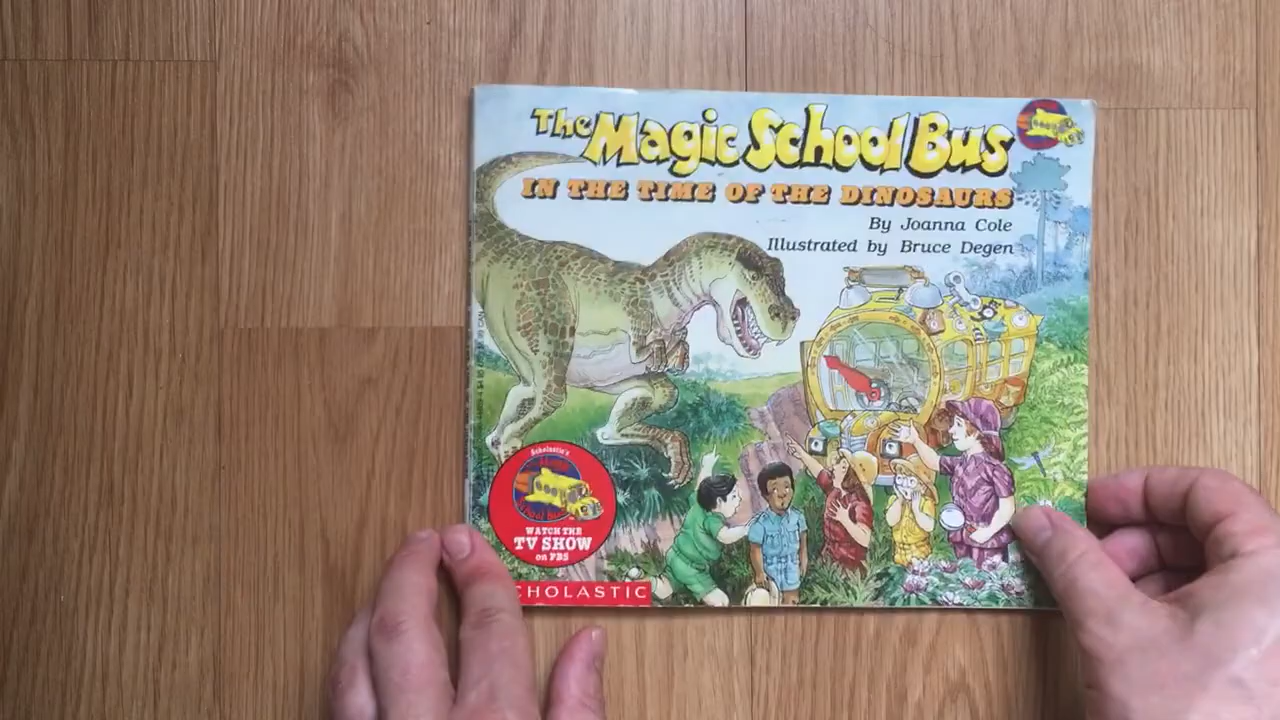 The Magic School Bus
IN THE TIME OF THE DINOSAURS
By Joanna Cole
Illustrated by Bruce Degen
Scholastic's
WATCH THE
TV SHOW
on PBS
CHOLASTIC